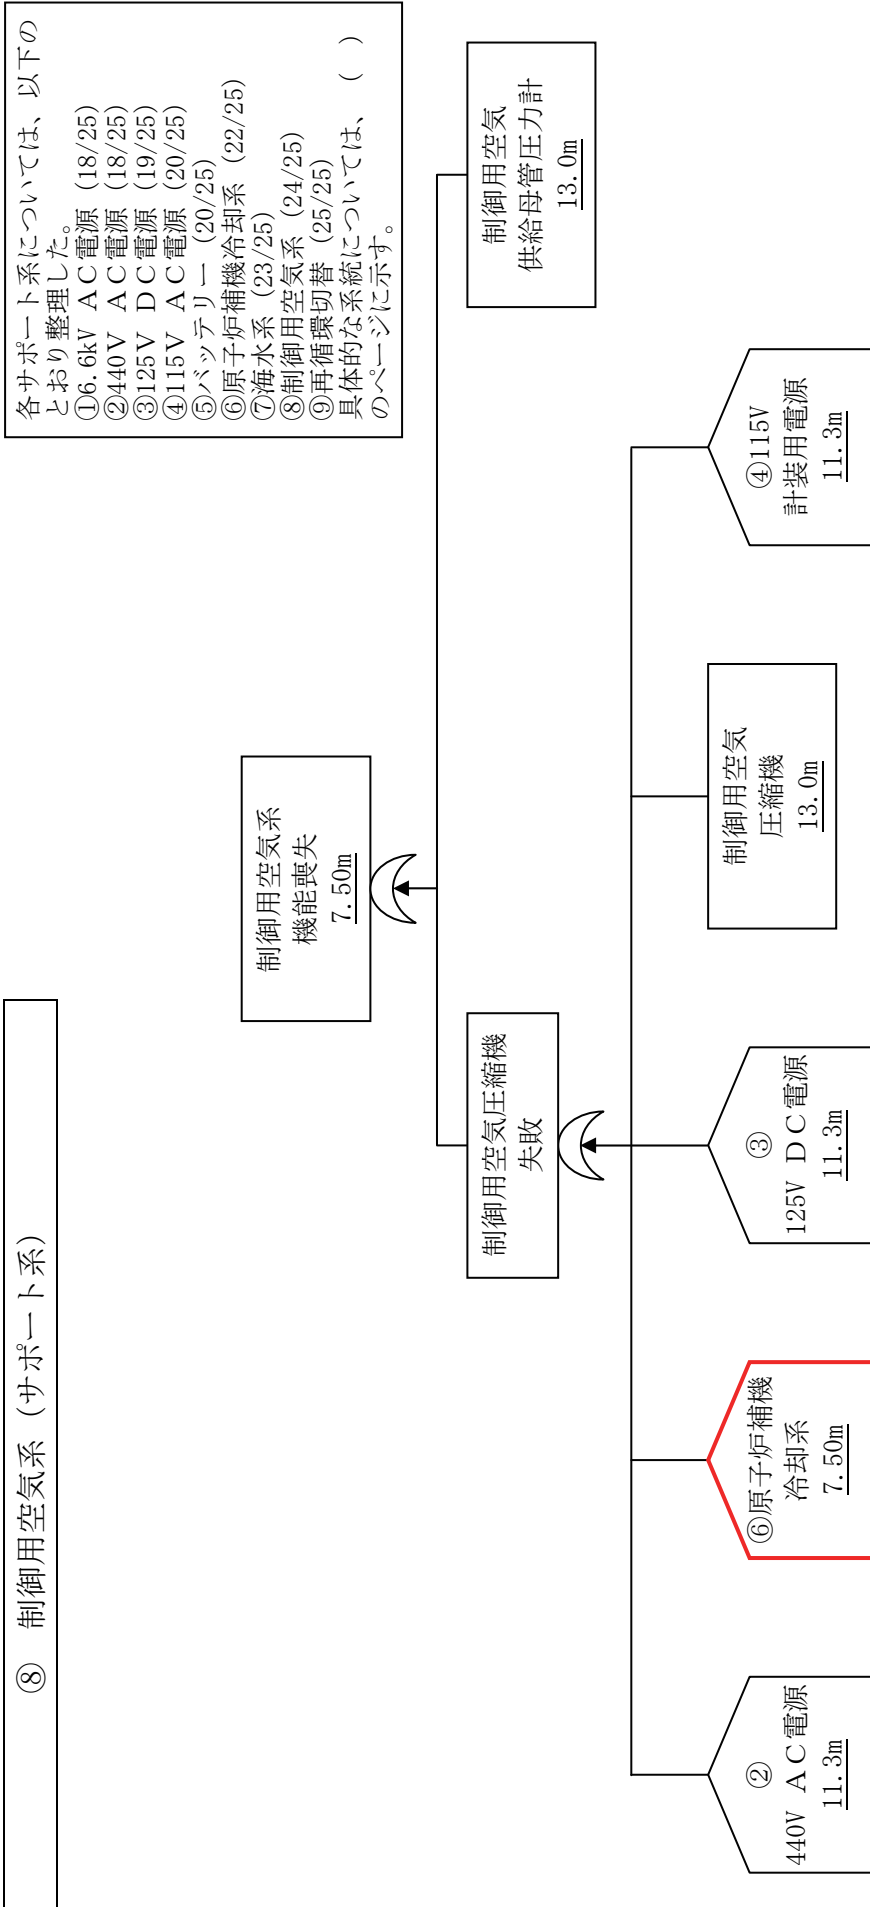 ⑧ 制御用空気系（サポート系）
各サポート系については、以下の
とおり整理した。
①6.6kV AC電源（18/25）
②440V AC電源（18/25）
③125V DC電源（19/25）
④115V AC電源（20/25）
⑤バッテリー（20/25）
⑥原子炉補機冷却系（22/25）
⑦海水系（23/25）
⑧制御用空気系（24/25）
⑨再循環切替（25/25）
具体的な系統については、（ ）
のページに示す。
制御用空気系
機能喪失
7.50m
制御用空気圧縮機
失敗
制御用空気
供給母管圧力計
13.0m
②
440V AC電源
11.3m
⑥原子炉補機
冷却系
7.50m
③
125V DC電源
11.3m
制御用空気
圧縮機
13.0m
④115V
計装用電源
11.3m